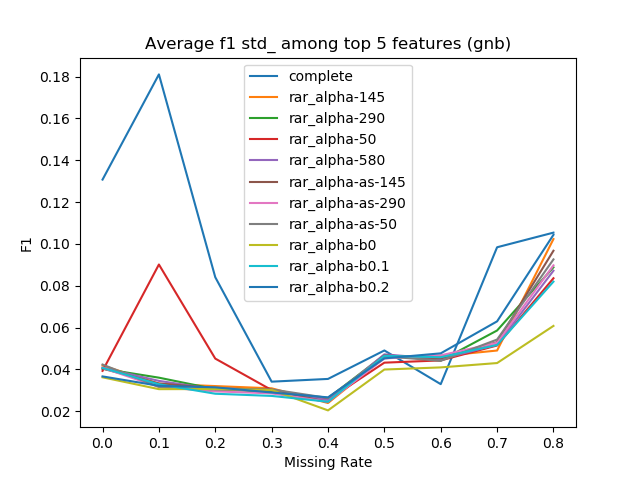 Average f1 std_ among top 5 features (gnb)
complete
rar_alpha-145
rar_alpha-290
rar_alpha-50
rar_alpha-580
rar_alpha-as-145
rar_alpha-as-290
rar_alpha-as-50
rar_alpha-b0
rar_alpha-b0.1
rar_alpha-b0.2
F1
0.18
0.16
0.14
0.12
0.10
0.08
0.06
0.04
0.02
0.0 0.1 0.2 0.3 0.4 0.5 0.6 0.7 0.8
Missing Rate